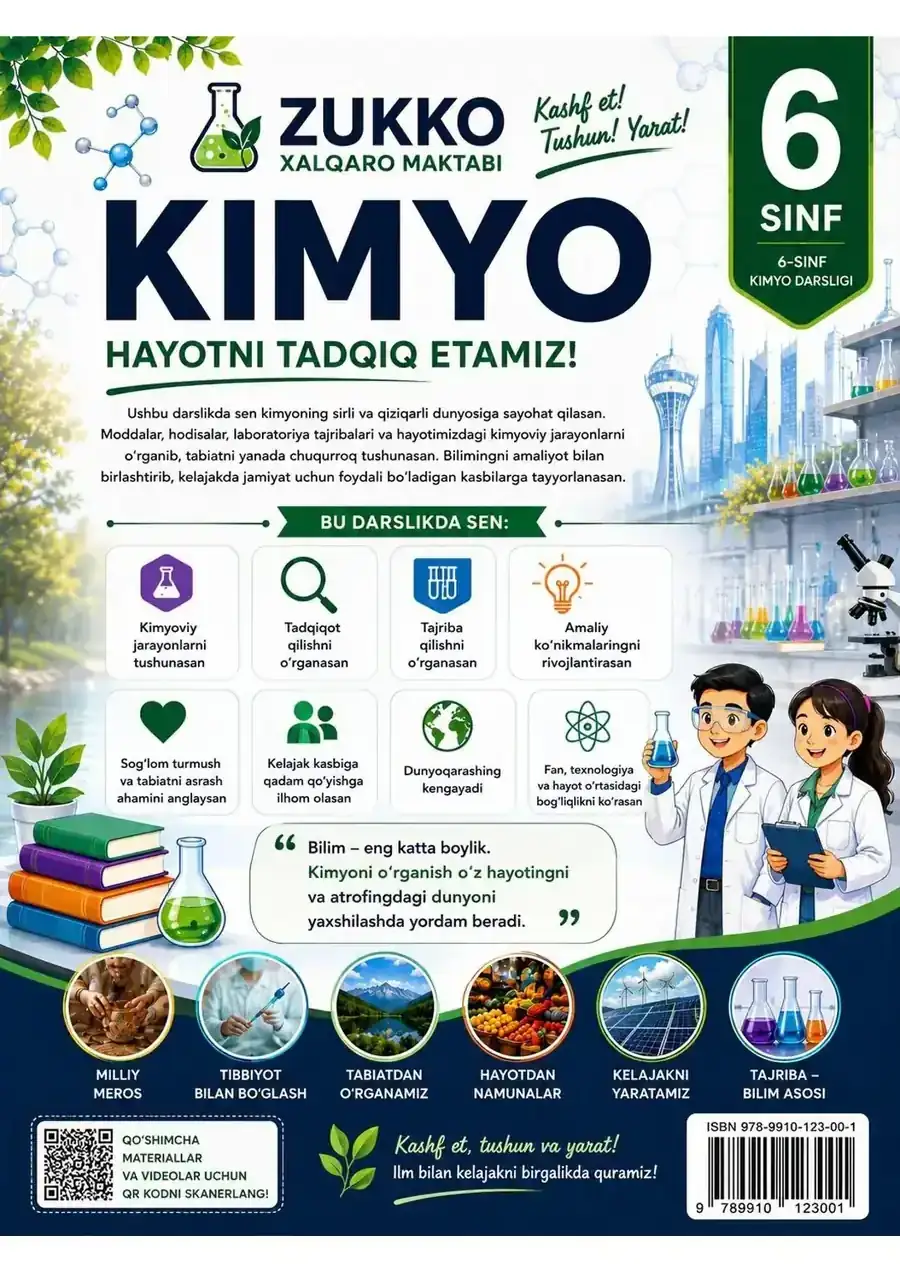 ZUKKO
XALQARO MAKTABI
Kashf et!
Tushun! Yarat!
6
SINF
6-SINF
KIMYO DARSLIGI
KIMYO
HAYOTNI TADQIQ ETAMIZ!
Ushbu darslikda sen kimyoning sirli va qiziqarli dunyosiga sayohat qilasan.
Moddalar, hodisalar, laboratoriya tajribalari va hayotimizdagi kimyoviy jarayonlarni
o‘rganib, tabiatni yanada chuqurroq tushunasan. Bilimingni amaliyot bilan
birlashtirib, kelajakda jamiyat uchun foydali bo‘ladigan kasbilarga tayyorlanasan.
BU DARSLIKDA SEN:
Kimyoviy
jarayonlarni
tushunasan
Tadqiqot
qilishni
o‘rganasan
Tajriba
qilishni
o‘rganasan
Amaliy
ko‘nikmalaringni
rivojlantirasan
Sog‘lom turmush
va tabiatni asrash
ahamini anglaysan
Kelajak kasbiga
qadam qo‘yishga
ilhom olasan
Dunyoqarashing
kengayadi
Fan, texnologiya
va hayot o‘rtasidagi
bog‘liqlikni ko‘rasan
“ Bilim – eng katta boylik.
Kimyoni o‘rganish o‘z hayotingni
va atrofingdagi dunyoni
yaxshilashda yordam beradi. ”
MILLIY
MEROS
TIBBIYOT
BILAN BO‘GLASH
TABIATDAN
O‘RGANAMIZ
HAYOTDAN
NAMUNALAR
KELAJAKNI
YARATAMIZ
TAJRIBA –
BILIM ASOSI
QO‘SHIMCHA
MATERIALLAR
VA VIDEOLAR UCHUN
QR KODNI SKANERLANG!
Kashf et, tushun va yarat!
Ilm bilan kelajakni birgalikda quramiz!
ISBN 978-9910-123-00-1
9 789910 123001